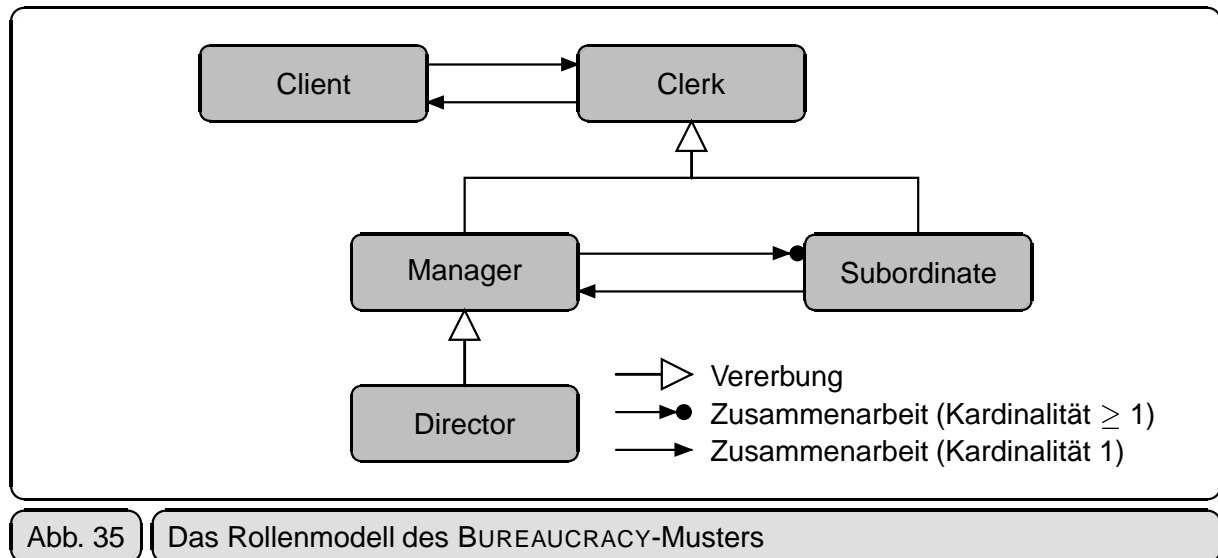 Client
Clerk
Manager
Subordinate
Director
Vererbung
Zusammenarbeit (Kardinalität ≥ 1)
Zusammenarbeit (Kardinalität 1)
Abb. 35 Das Rollenmodell des BUREAUCRACY-Musters